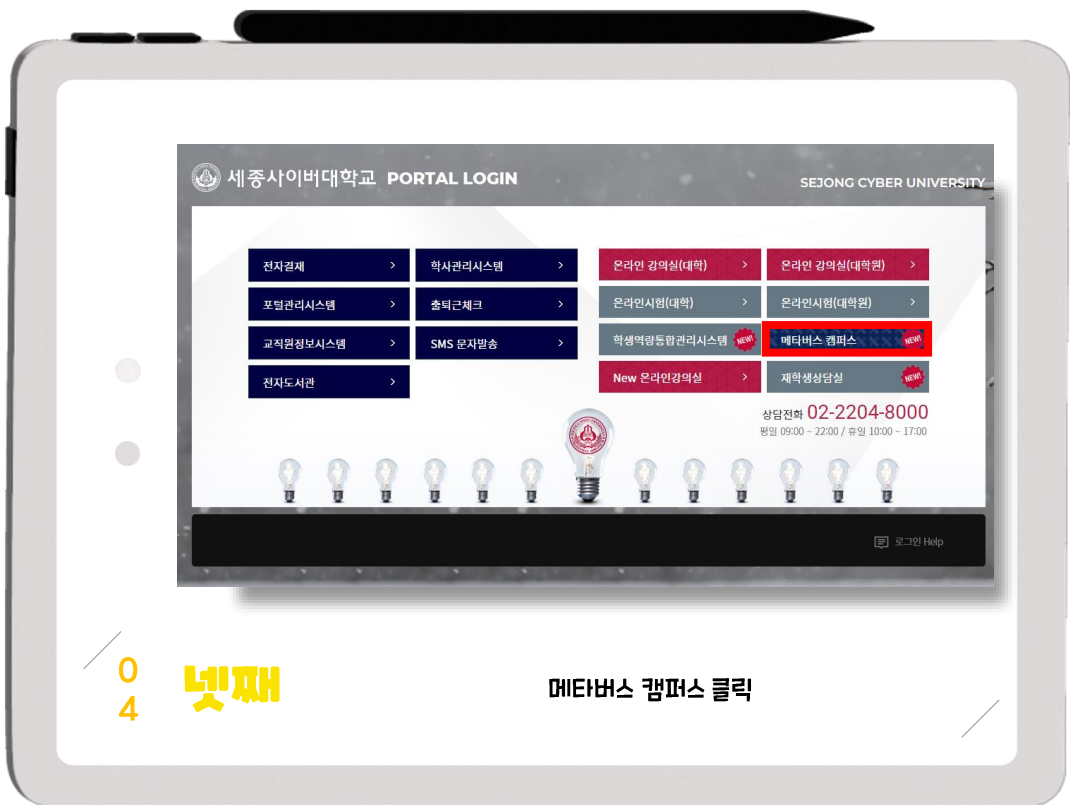 세종사이버대학교 PORTAL LOGIN
SEJONG CYBER UNIVERSITY
전자결재
학사관리시스템
온라인 강의실(대학)
온라인 강의실(대학원)
포털관리시스템
출퇴근체크
온라인시험(대학)
온라인시험(대학원)
교직원정보시스템
SMS 문자발송
학생역량통합관리시스템 NEW!
메타버스 캠퍼스 NEW!
전자도서관
New 온라인강의실
재학생상담실 NEW!
상담전화 02-2204-8000
평일 09:00 ~ 22:00 / 휴일 10:00 ~ 17:00
로그인 Help
04
넷째
메타버스 캠퍼스 클릭